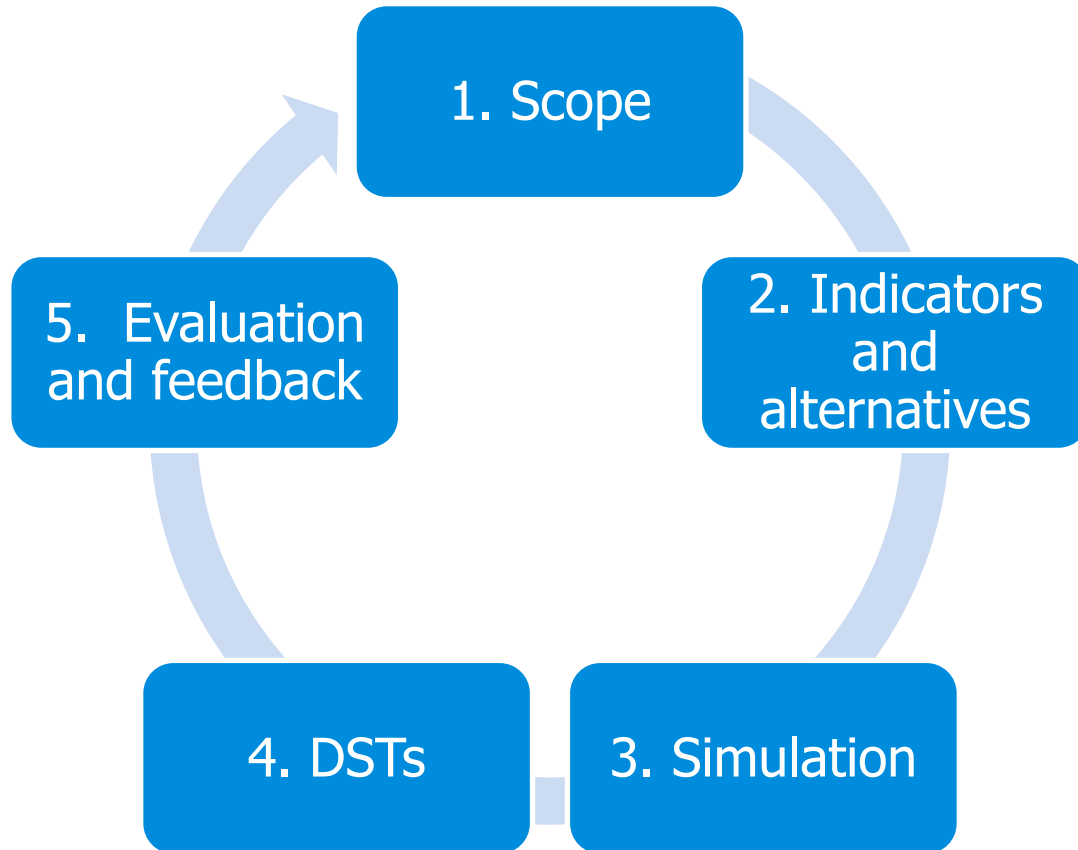 1. Scope
2. Indicators
and
alternatives
3. Simulation
4. DSTs
5.  Evaluation
and feedback